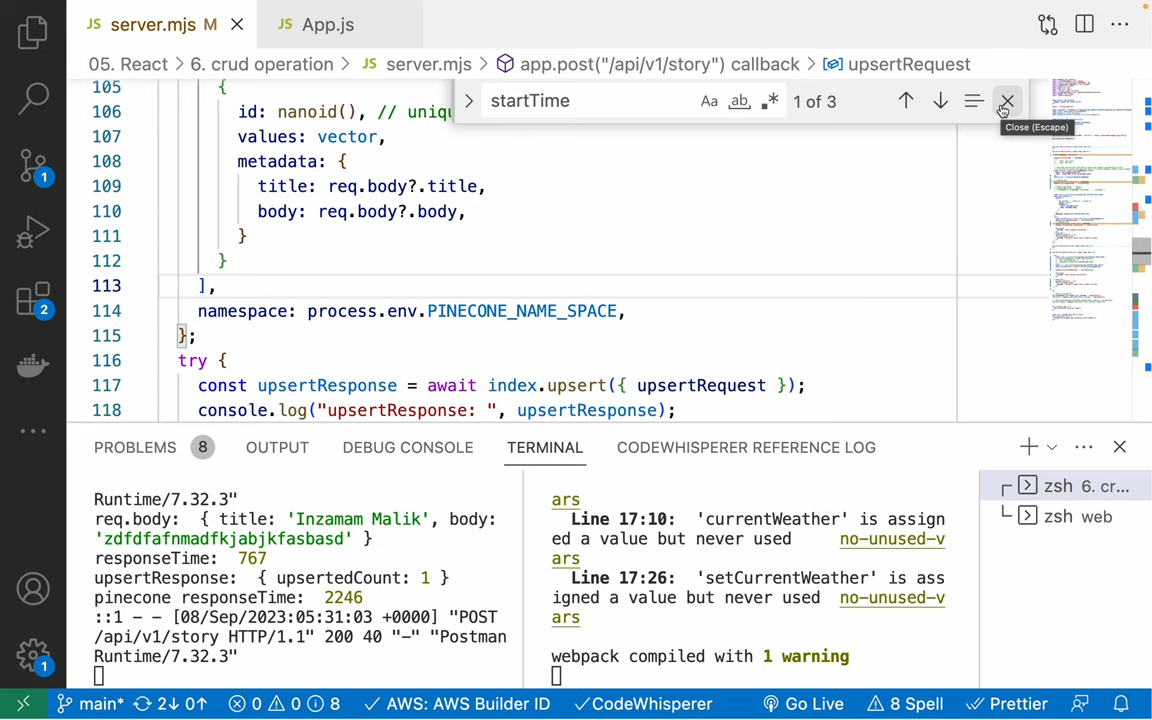 JS server.mjs M
JS App.js
05. React > 6. crud operation > JS server.mjs > app.post("/api/v1/story") callback > upsertRequest
startTime
Aa ab .* 1 of 3
Close (Escape)
105 {
106 id: nanoid(), // uniqu
107 values: vector,
108 metadata: {
109 title: req.body?.title,
110 body: req.body?.body,
111 }
112 }
113 ],
114 namespace: process.env.PINECONE_NAME_SPACE,
115 };
116 try {
117 const upsertResponse = await index.upsert({ upsertRequest });
118 console.log("upsertResponse: ", upsertResponse);
PROBLEMS 8 OUTPUT DEBUG CONSOLE TERMINAL CODEWHISPERER REFERENCE LOG
Runtime/7.32.3"
req.body: { title: 'Inzamam Malik', body:
'zdfdfafnmadfkjabjkfasbasd' }
responseTime: 767
upsertResponse: { upsertedCount: 1 }
pinecone responseTime: 2246
::1 - - [08/Sep/2023:05:31:03 +0000] "POST
/api/v1/story HTTP/1.1" 200 40 "-" "Postman
Runtime/7.32.3"
ars
Line 17:10: 'currentWeather' is assign
ed a value but never used no-unused-v
ars
Line 17:26: 'setCurrentWeather' is ass
igned a value but never used no-unused-v
ars
webpack compiled with 1 warning
zsh 6. cr...
zsh web
1
2
1
main* 2↓ 0↑ 0 0 8 AWS: AWS Builder ID CodeWhisperer Go Live 8 Spell Prettier